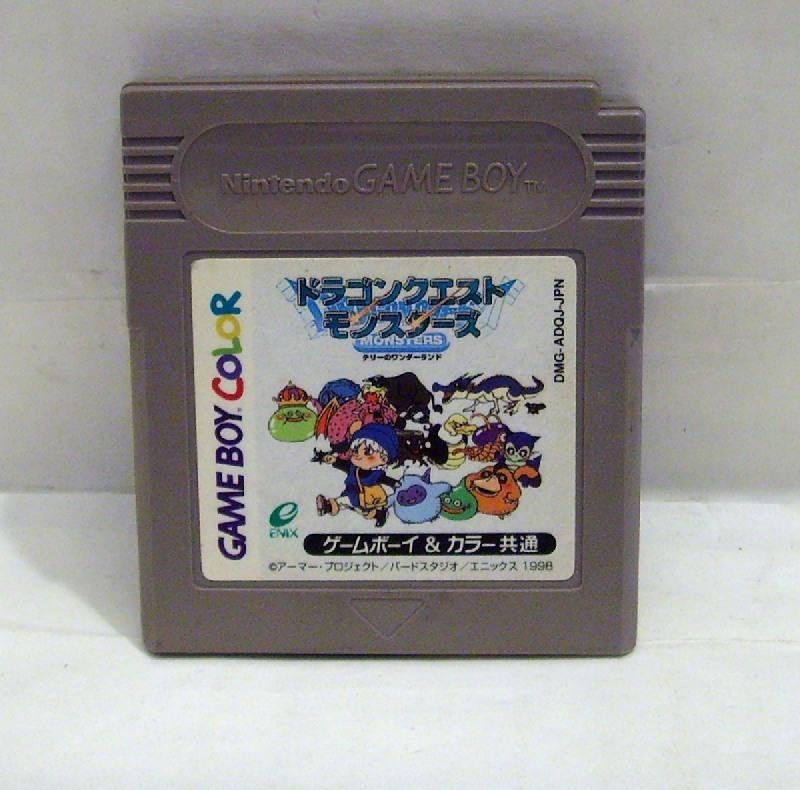 Nintendo GAME BOY TM
GAME BOY COLOR
ドラゴンクエスト
モンスターズ
MONSTERS
テリーのワンダーランド
DMG-ADQJ-JPN
ENIX
ゲームボーイ & カラー共通
©アーマー・プロジェクト/バードスタジオ/エニックス 1998